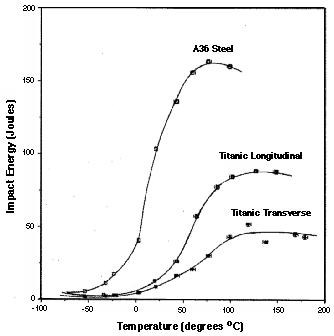 200
A36 Steel
150
Impact Energy (Joules)
100
Titanic Longitudinal
Titanic Transverse
50
0
-100 -50 0 50 100 150 200
Temperature (degrees °C)